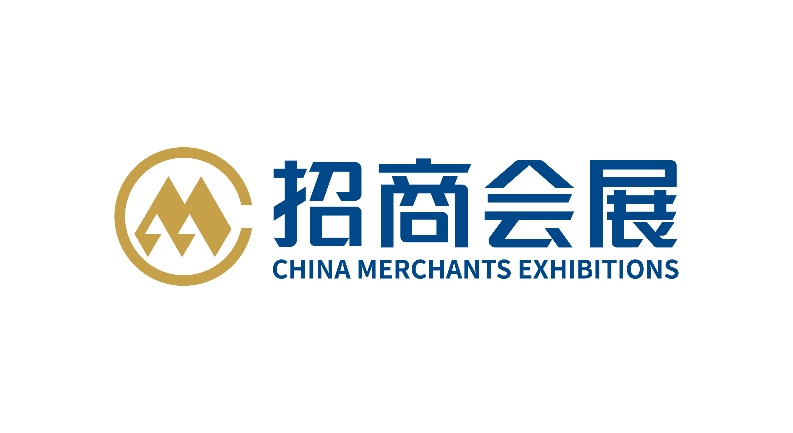 招商会展
CHINA MERCHANTS EXHIBITIONS